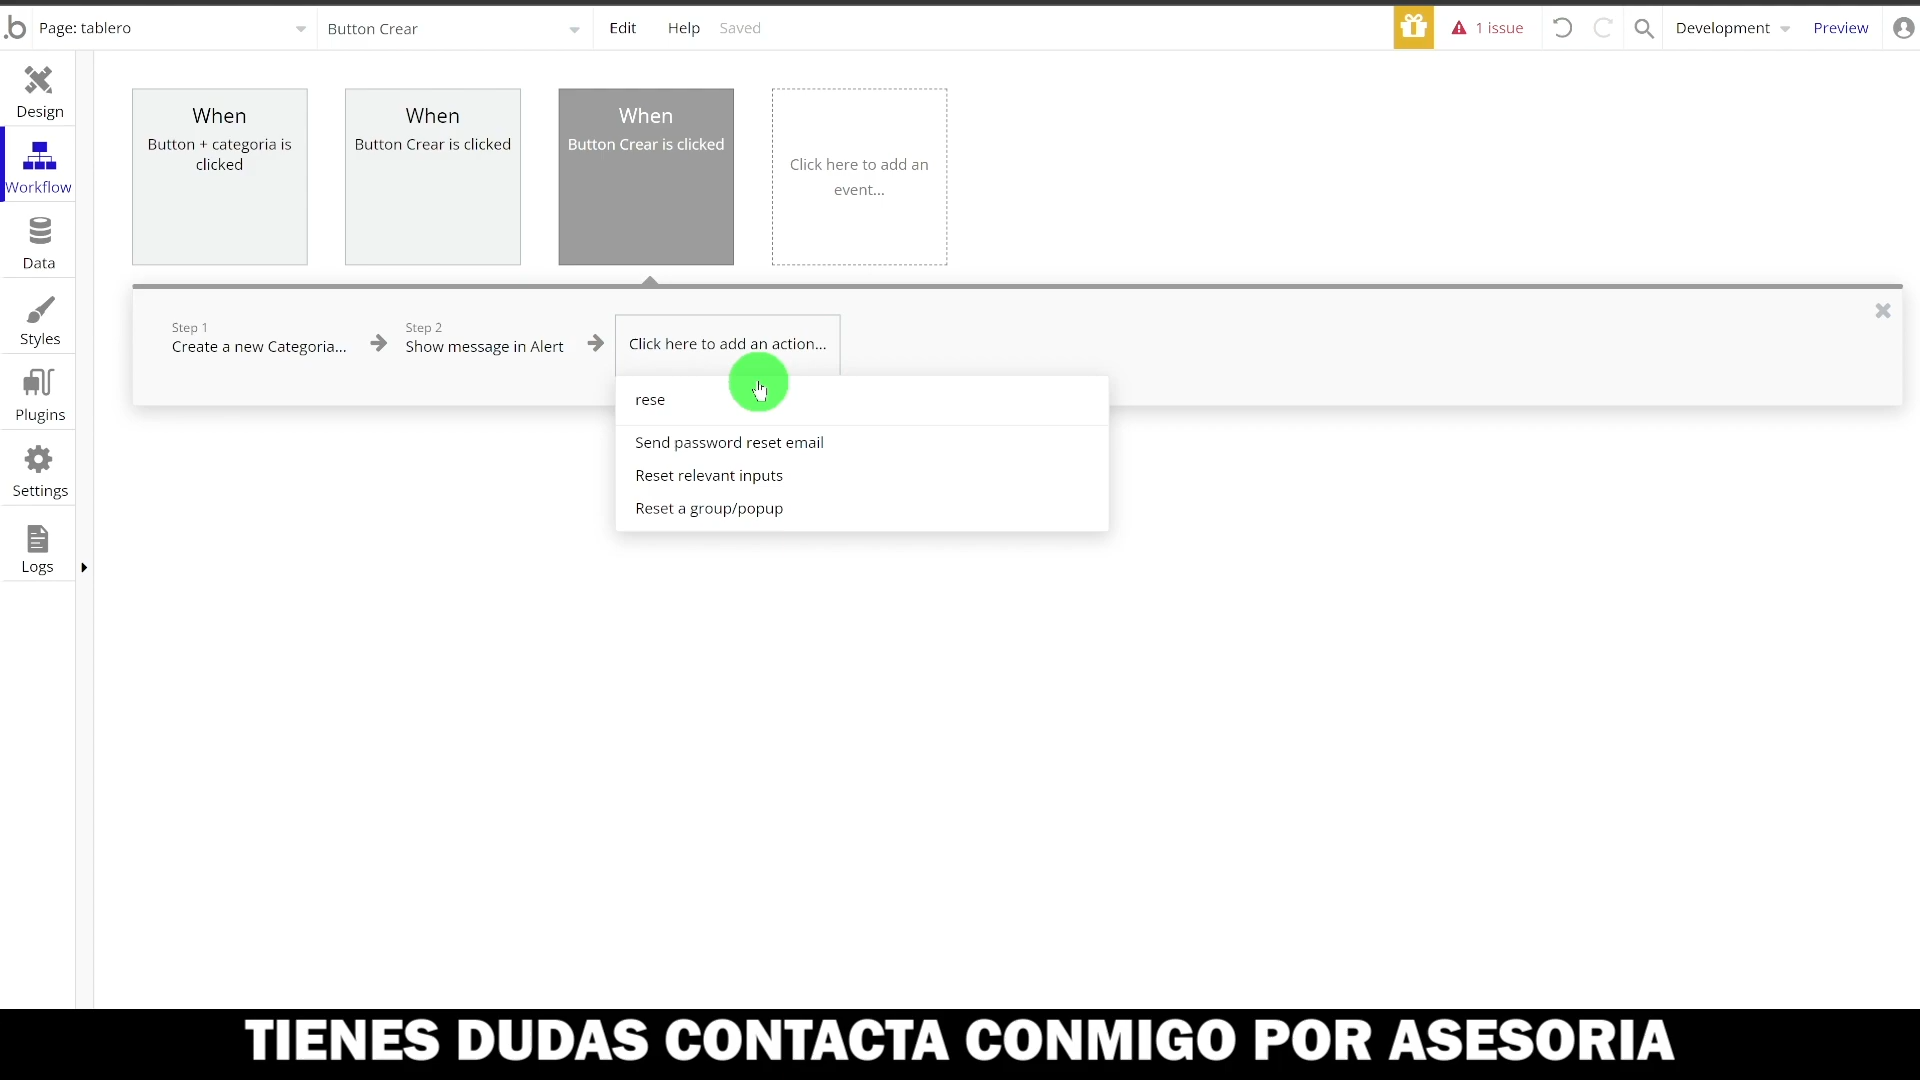 .b
Page: tablero
Button Crear
Edit
Help
Saved
1 issue
Development
Preview
Design
Workflow
Data
Styles
Plugins
Settings
Logs
When
Button + categoria is
clicked
When
Button Crear is clicked
When
Button Crear is clicked
Click here to add an
event...
Step 1
Create a new Categoria...
Step 2
Show message in Alert
Click here to add an action...
rese
Send password reset email
Reset relevant inputs
Reset a group/popup
TIENES DUDAS CONTACTA CONMIGO POR ASESORIA